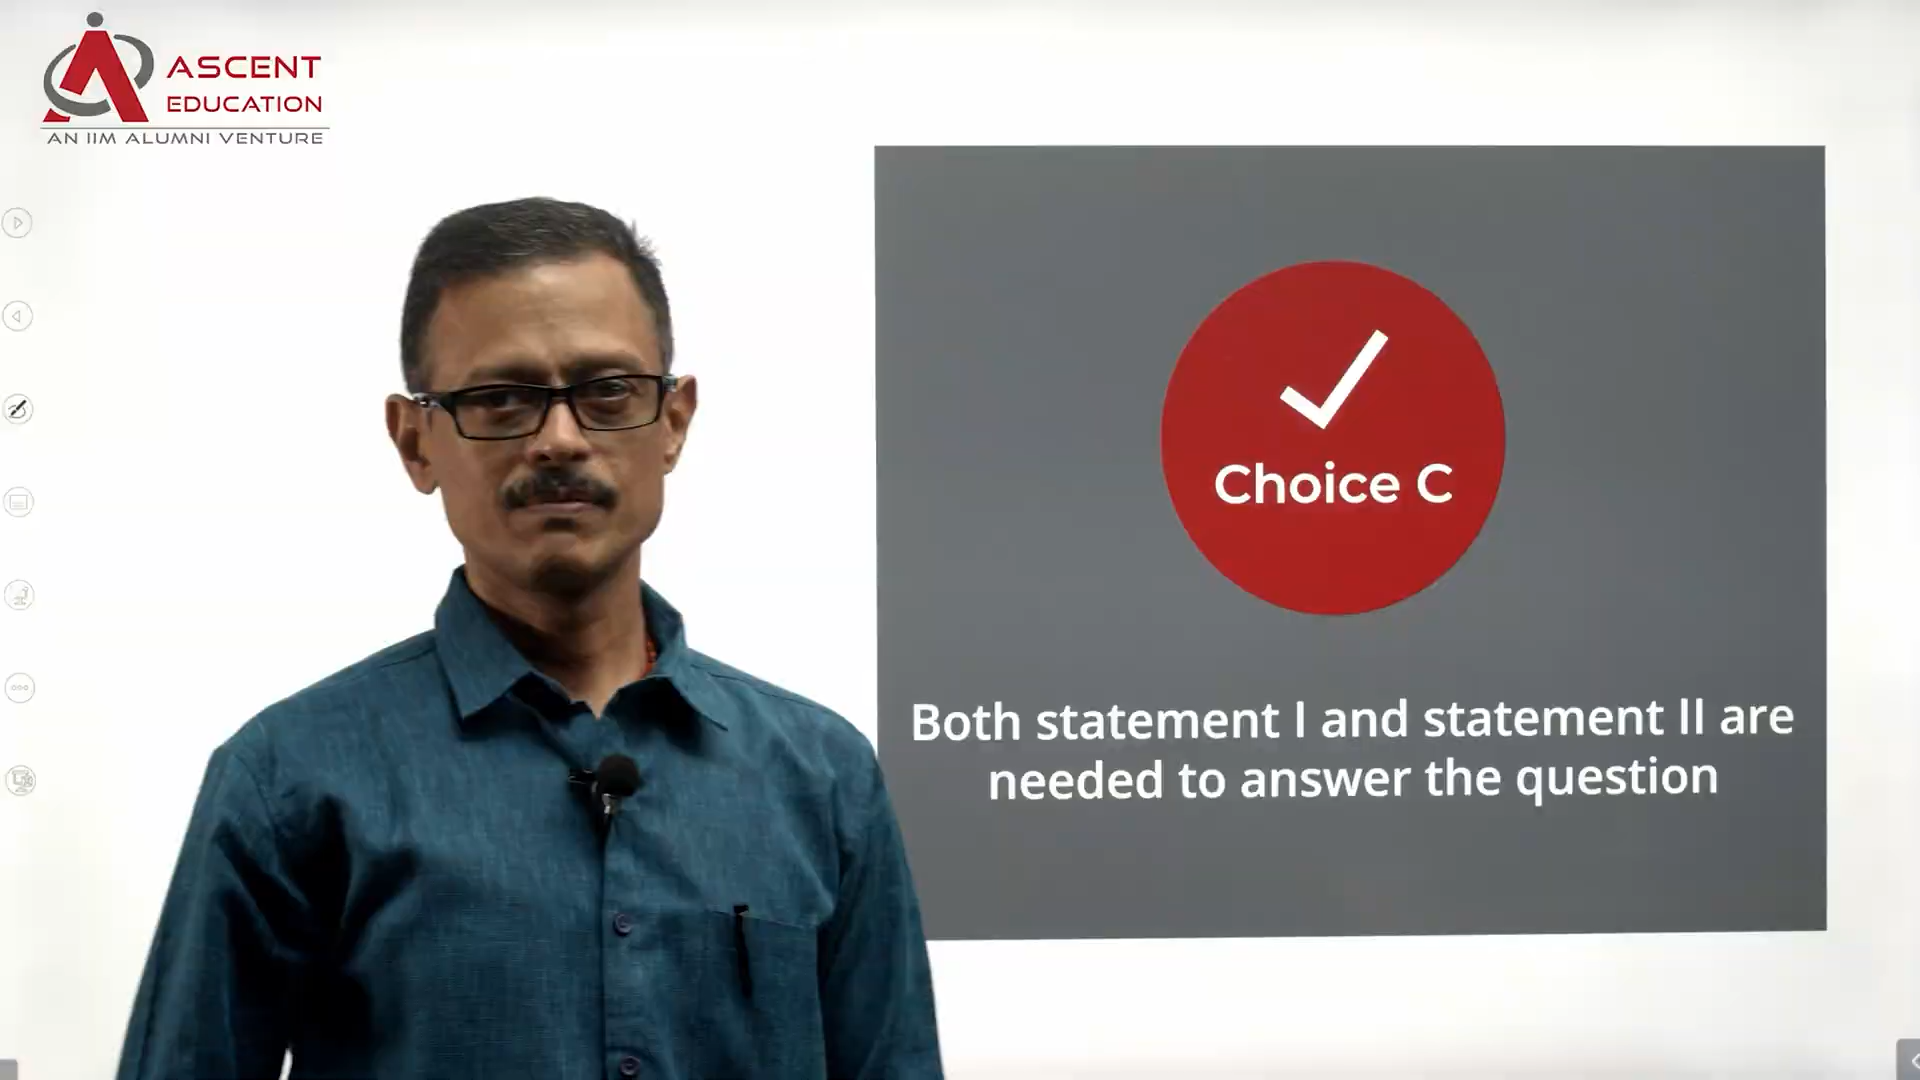 ASCENT
EDUCATION
AN IIM ALUMNI VENTURE
Choice C
Both statement I and statement II are
needed to answer the question